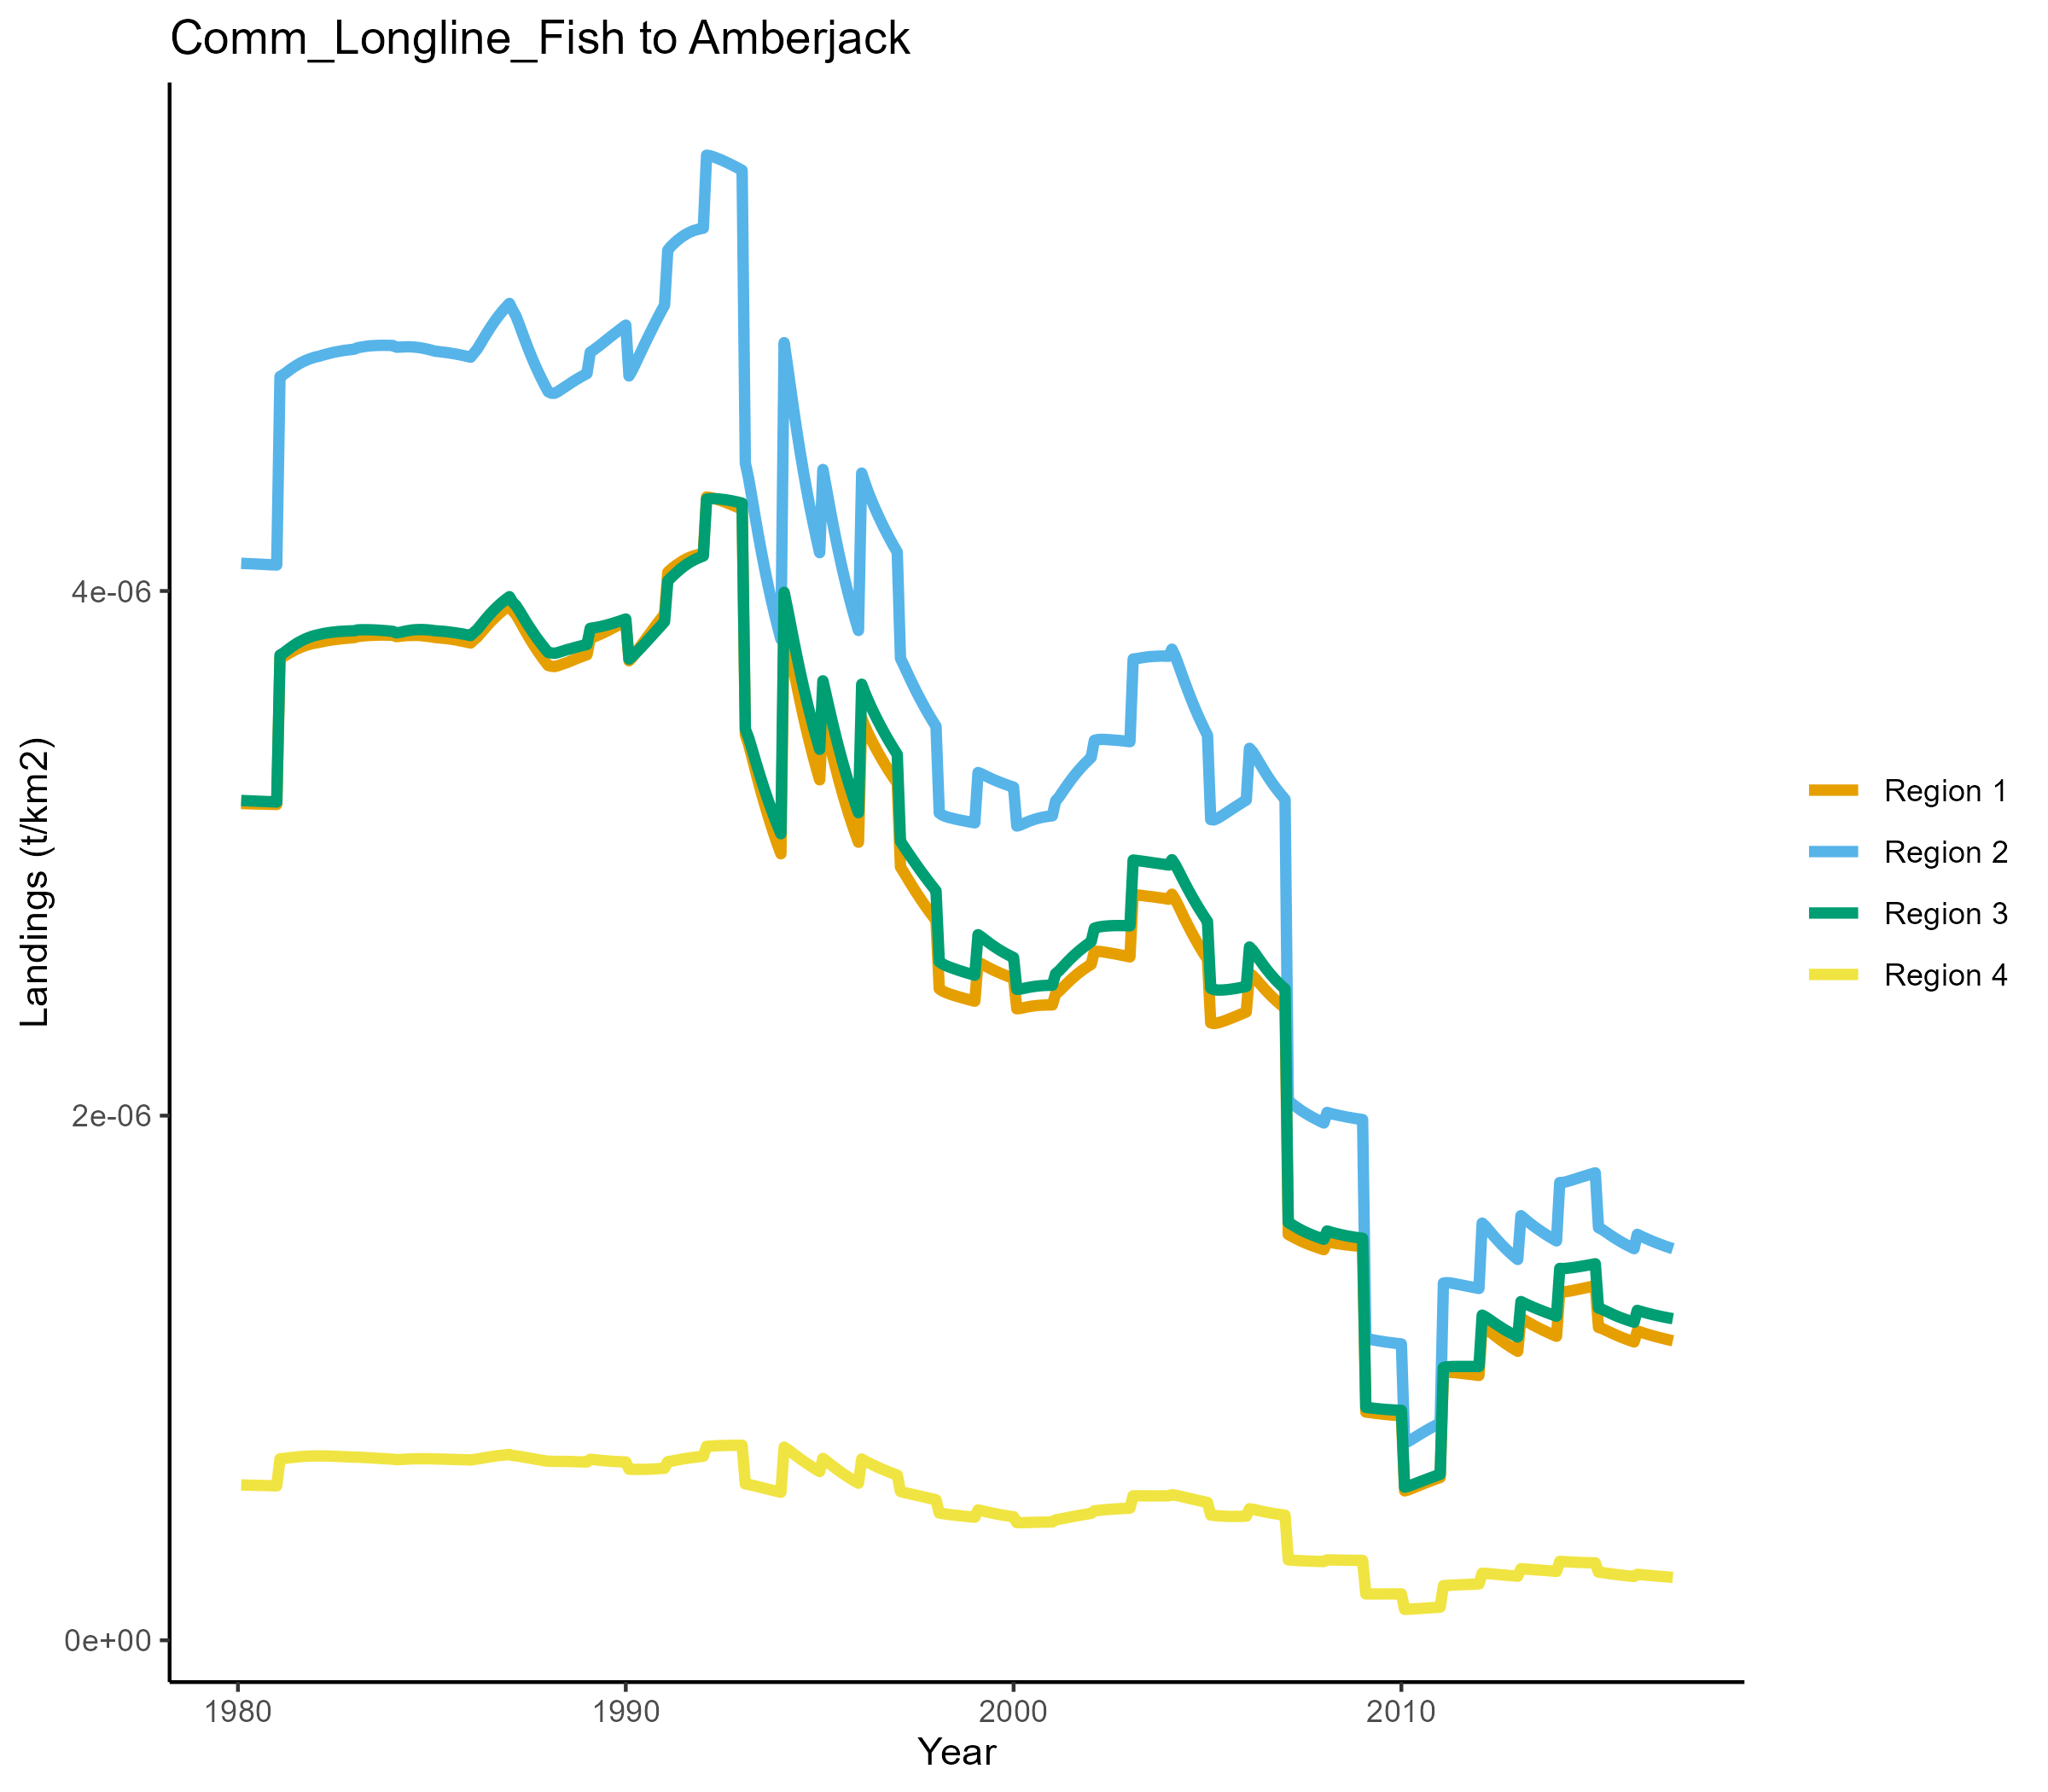 Comm_Longline_Fish to Amberjack
Landings (t/km2)
4e-06
2e-06
0e+00
1980
1990
2000
2010
Year
Region 1
Region 2
Region 3
Region 4